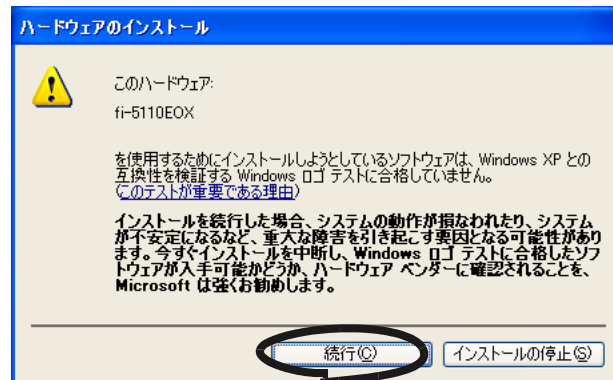 ハードウェアのインストール
このハードウェア:
fi-5110EOX
を使用するためにインストールしようとしているソフトウェアは、Windows XP との
互換性を検証する Windows ロゴ テストに合格していません。
(このテストが重要である理由)
インストールを続行した場合、システムの動作が損なわれたり、システム
が不安定になるなど、重大な障害を引き起こす要因となる可能性があり
ます。今すぐインストールを中断し、Windows ロゴ テストに合格したソフ
トウェアが入手可能かどうか、ハードウェア ベンダーに確認されることを、
Microsoft は強くお勧めします。
続行(C) インストールの停止(S)